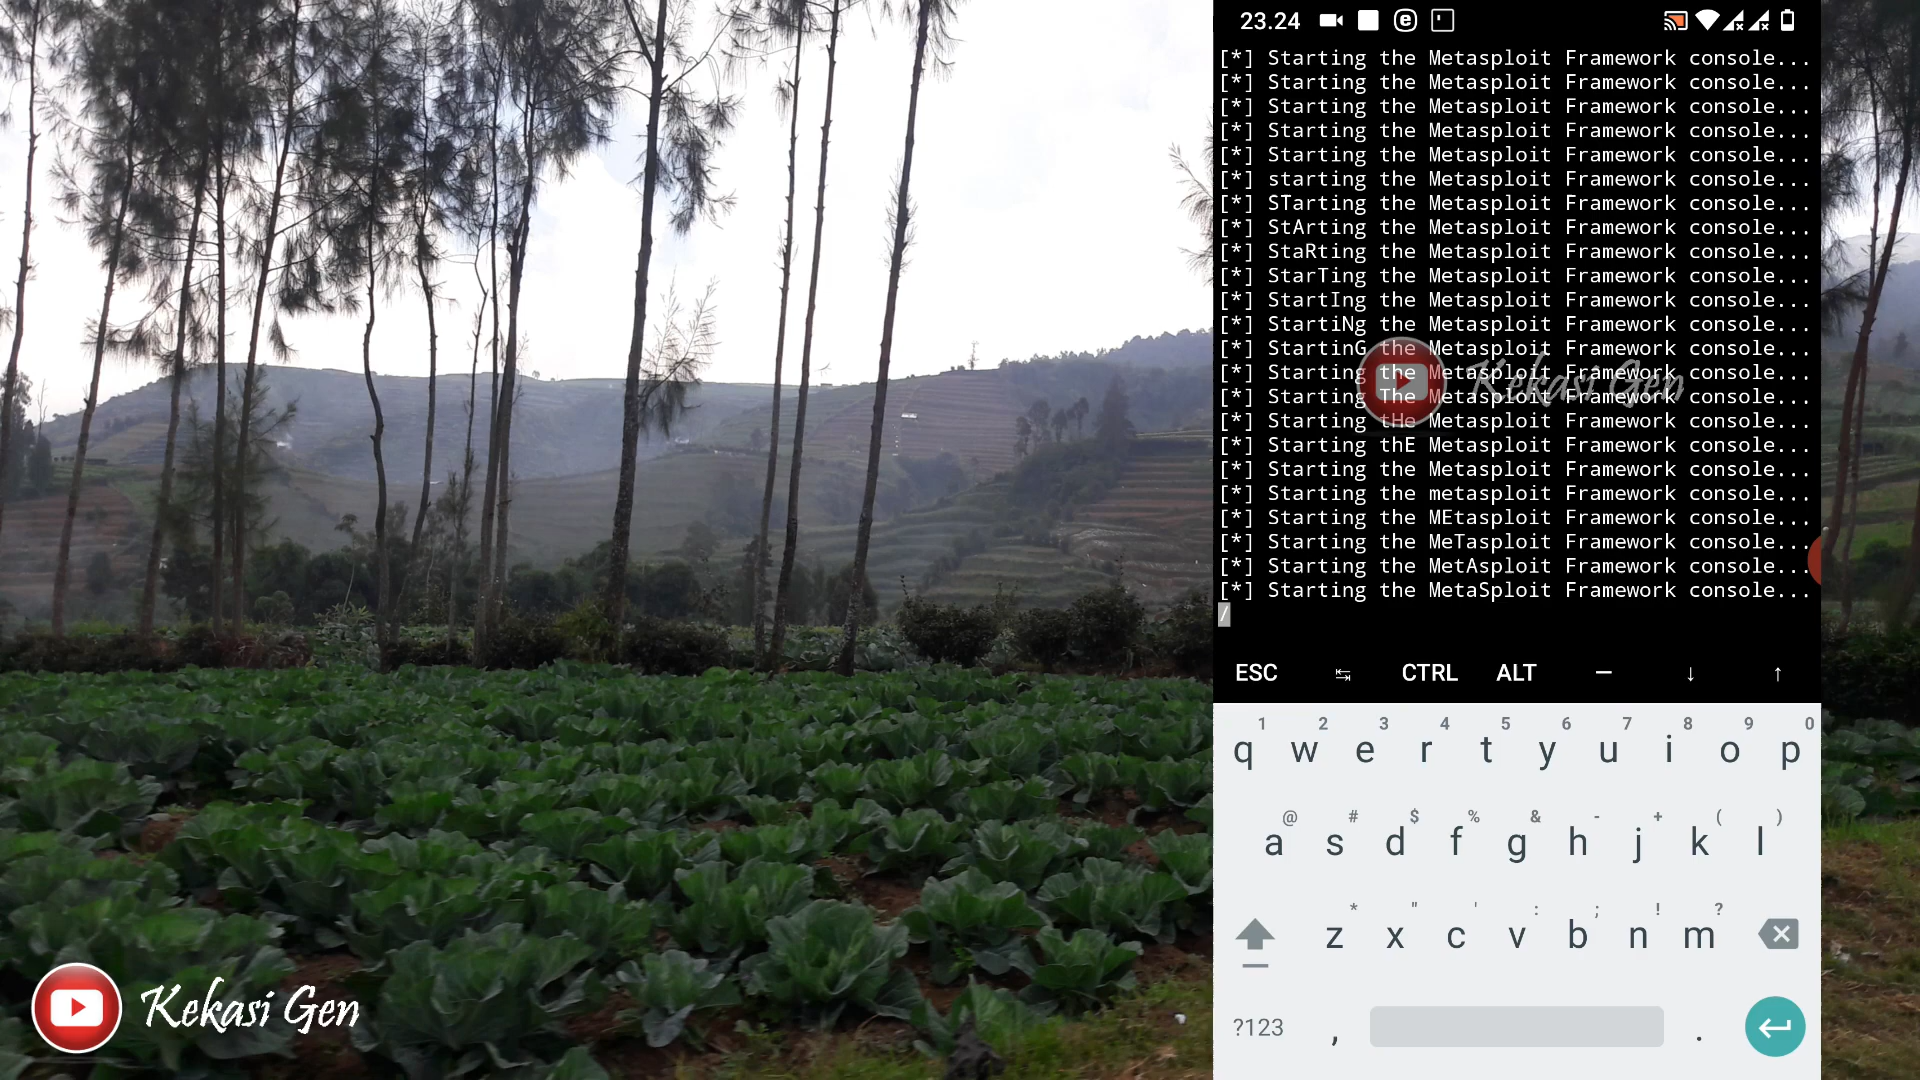 23.24
[*] Starting the Metasploit Framework console...
[*] Starting the Metasploit Framework console...
[*] Starting the Metasploit Framework console...
[*] Starting the Metasploit Framework console...
[*] Starting the Metasploit Framework console...
[*] starting the Metasploit Framework console...
[*] STarting the Metasploit Framework console...
[*] StArting the Metasploit Framework console...
[*] StaRting the Metasploit Framework console...
[*] StarTing the Metasploit Framework console...
[*] StartIng the Metasploit Framework console...
[*] StartiNg the Metasploit Framework console...
[*] StartinG the Metasploit Framework console...
[*] Starting the Metasploit Framework console...
[*] Starting The Metasploit Framework console...
[*] Starting tHe Metasploit Framework console...
[*] Starting thE Metasploit Framework console...
[*] Starting the Metasploit Framework console...
[*] Starting the metasploit Framework console...
[*] Starting the MEtasploit Framework console...
[*] Starting the MeTasploit Framework console...
[*] Starting the MetAsploit Framework console...
[*] Starting the MetaSploit Framework console...
/
Kekasi Gen
ESC ↹ CTRL ALT — ↓ ↑
1 2 3 4 5 6 7 8 9 0
q w e r t y u i o p
@ # $ % & - + ( )
a s d f g h j k l
* " ' : ; ! ?
z x c v b n m
?123 , .
Kekasi Gen